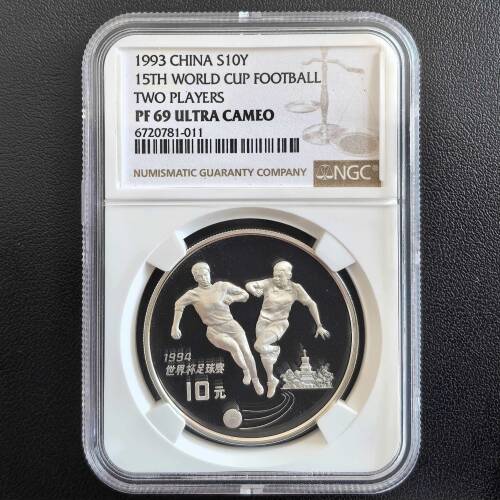 1993 CHINA S10Y
15TH WORLD CUP FOOTBALL
TWO PLAYERS
PF 69 ULTRA CAMEO
6720781-011
NUMISMATIC GUARANTY COMPANY
NGC
1994
世界杯足球赛
10元